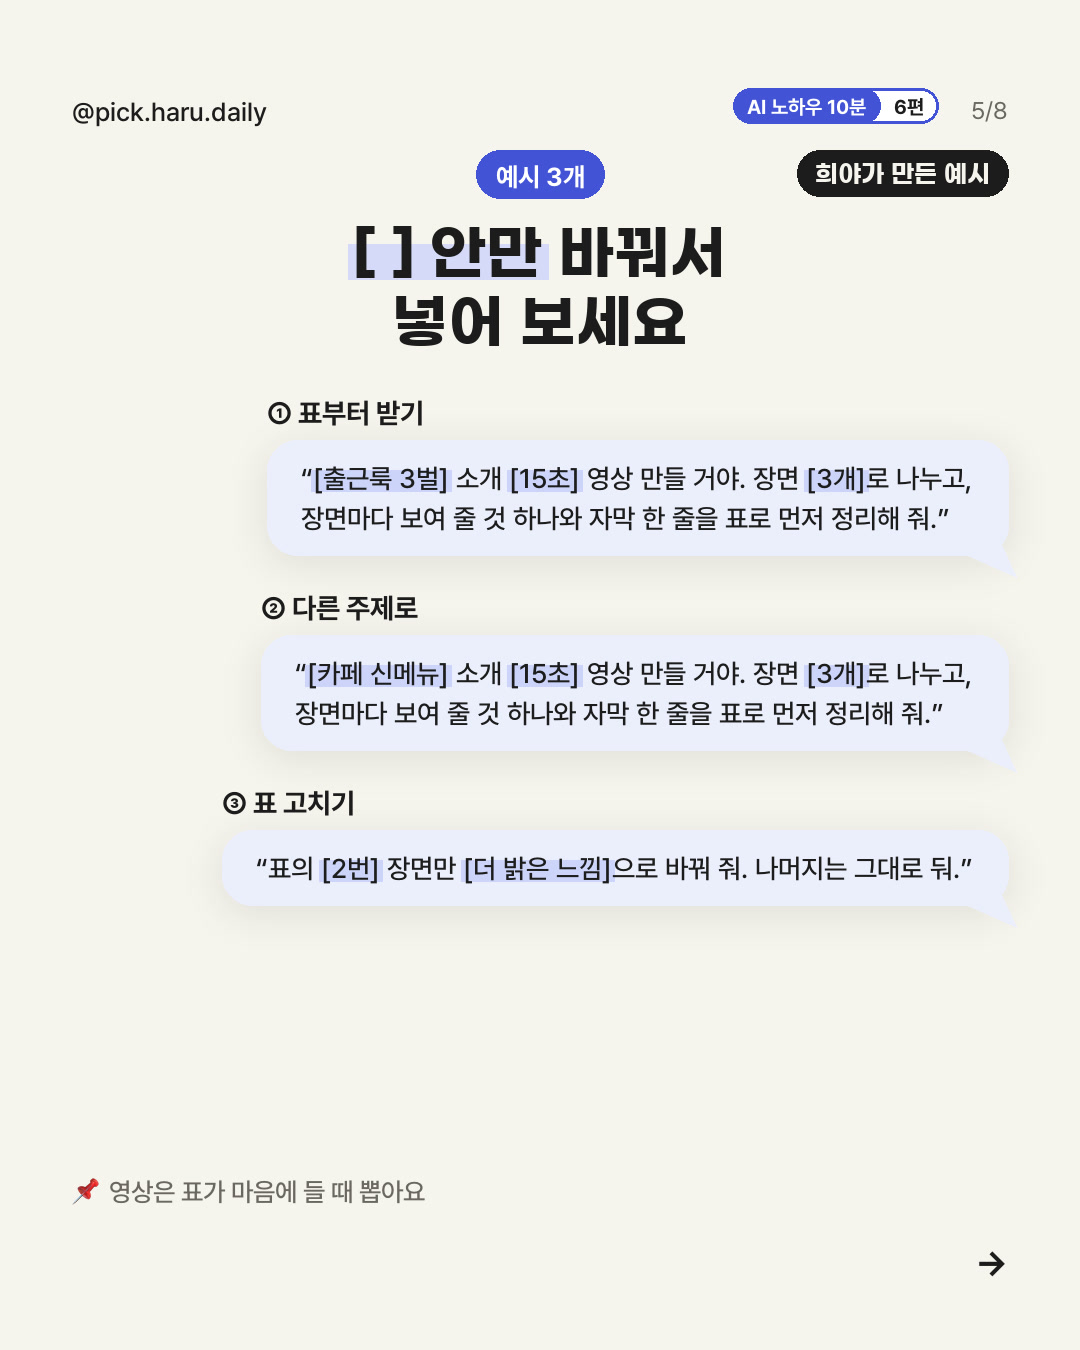 @pick.haru.daily
AI 노하우 10분 6편
5/8
예시 3개
희야가 만든 예시
[ ] 안만 바꿔서
넣어 보세요
① 표부터 받기
“[출근룩 3벌] 소개 [15초] 영상 만들 거야. 장면 [3개]로 나누고,
장면마다 보여 줄 것 하나와 자막 한 줄을 표로 먼저 정리해 줘.”
② 다른 주제로
“[카페 신메뉴] 소개 [15초] 영상 만들 거야. 장면 [3개]로 나누고,
장면마다 보여 줄 것 하나와 자막 한 줄을 표로 먼저 정리해 줘.”
③ 표 고치기
“표의 [2번] 장면만 [더 밝은 느낌]으로 바꿔 줘. 나머지는 그대로 둬.”
📌 영상은 표가 마음에 들 때 뽑아요
→